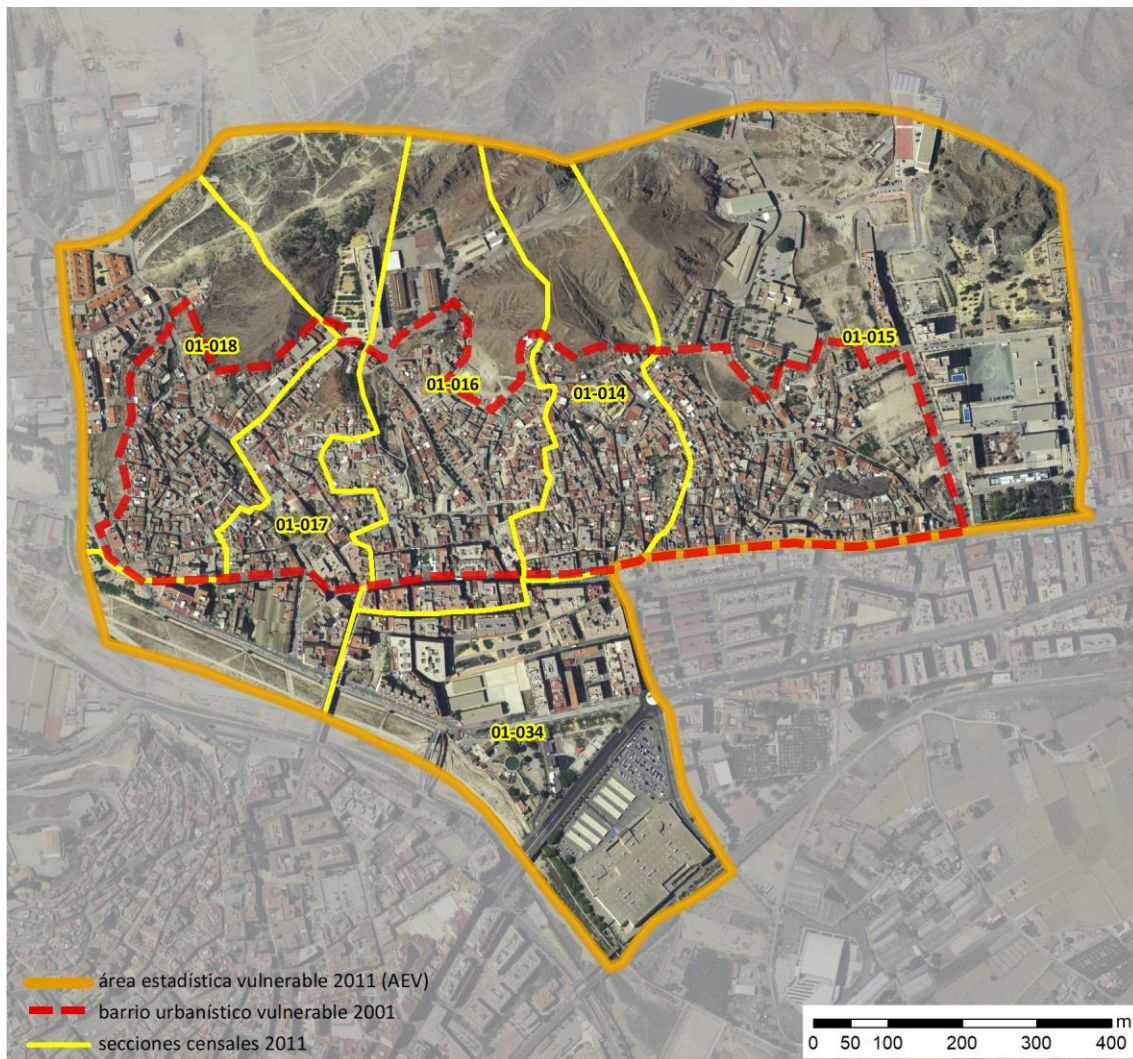 01-015
01-018
01-016
01-014
01-017
01-034
área estadística vulnerable 2011 (AEV)
barrio urbanístico vulnerable 2001
secciones censales 2011
m
0 50 100 200 300 400